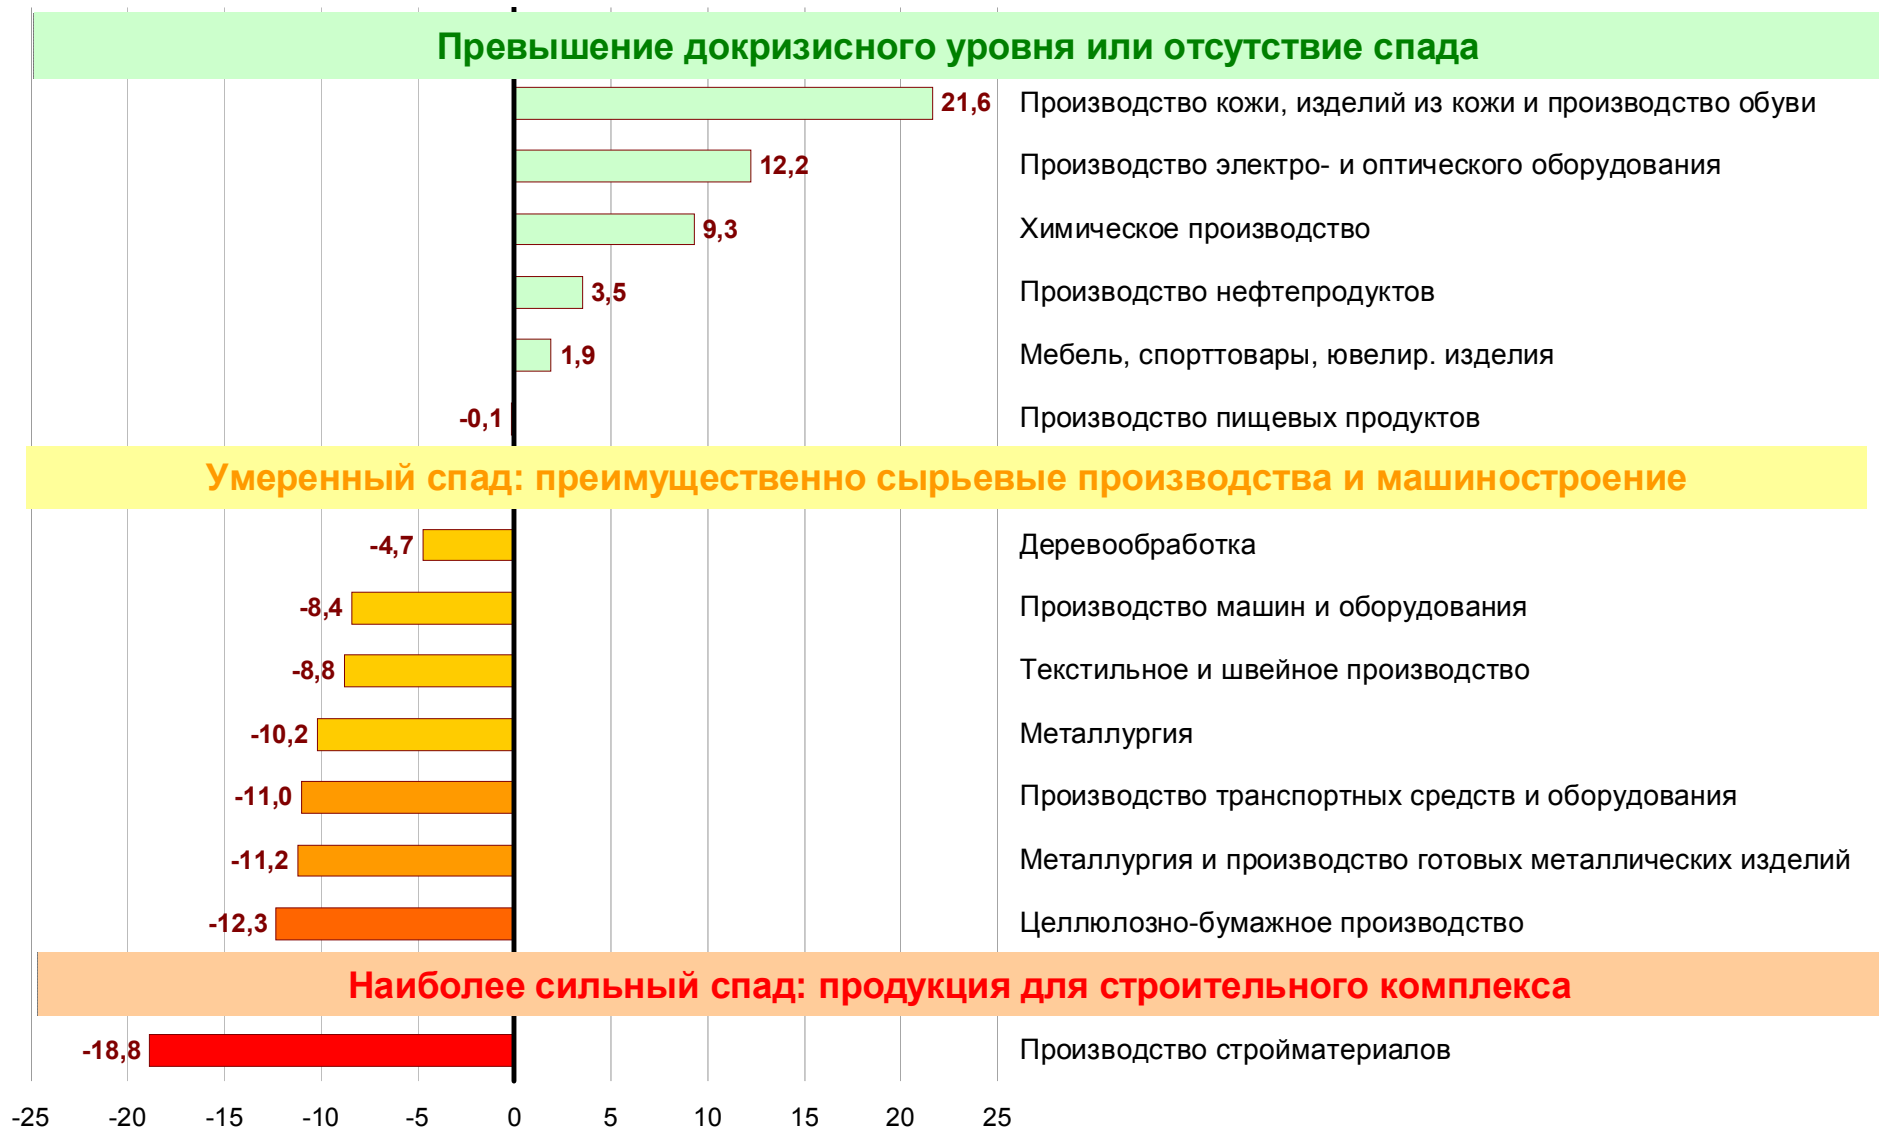 Превышение докризисного уровня или отсутствие спада
21,6 Производство кожи, изделий из кожи и производство обуви
12,2 Производство электро- и оптического оборудования
9,3 Химическое производство
3,5 Производство нефтепродуктов
1,9 Мебель, спорттовары, ювелир. изделия
-0,1 Производство пищевых продуктов
Умеренный спад: преимущественно сырьевые производства и машиностроение
-4,7 Деревообработка
-8,4 Производство машин и оборудования
-8,8 Текстильное и швейное производство
-10,2 Металлургия
-11,0 Производство транспортных средств и оборудования
-11,2 Металлургия и производство готовых металлических изделий
-12,3 Целлюлозно-бумажное производство
Наиболее сильный спад: продукция для строительного комплекса
-18,8 Производство стройматериалов
-25 -20 -15 -10 -5 0 5 10 15 20 25